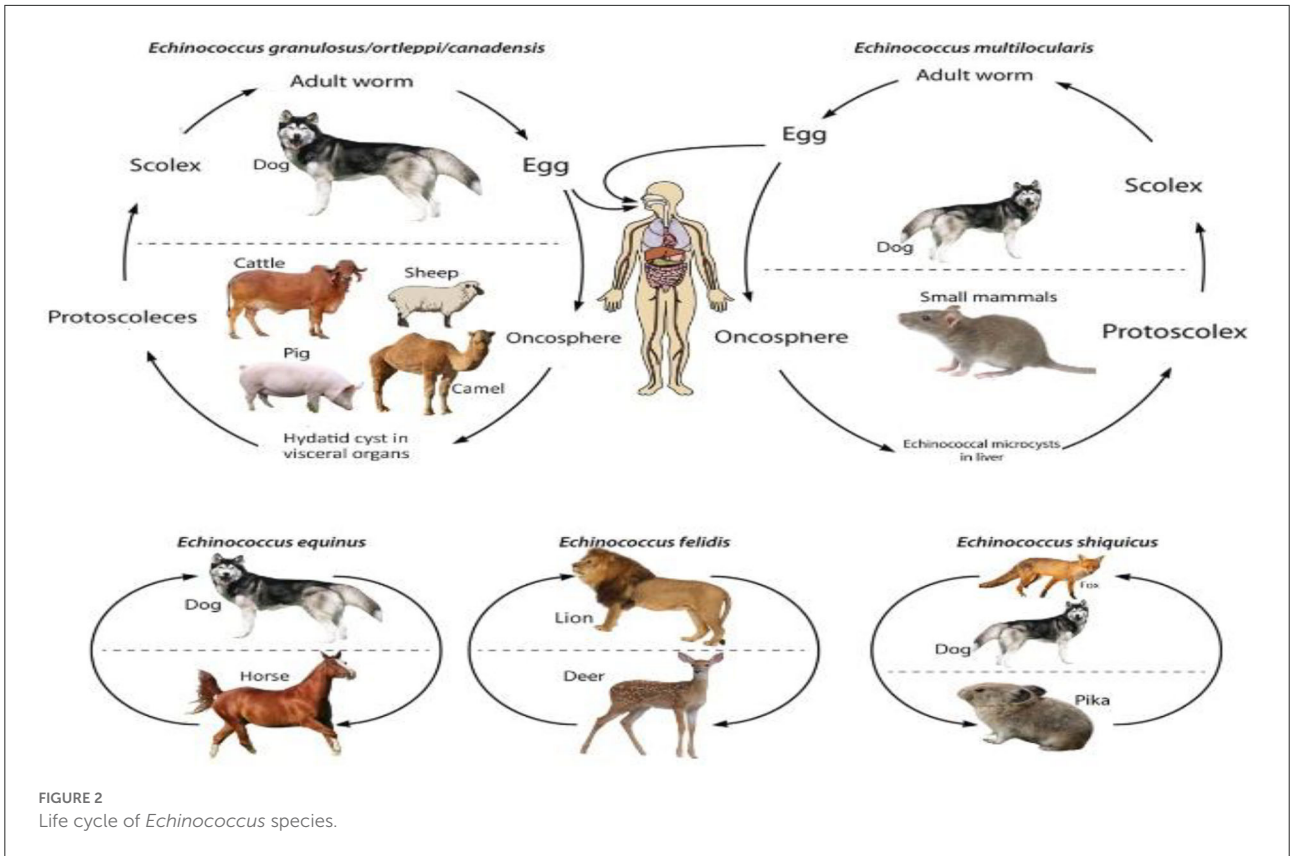 Echinococcus granulosus/ortleppi/canadensis
Adult worm
Dog
Scolex
Egg
Cattle
Sheep
Protoscoleces
Pig
Camel
Oncosphere
Hydatid cyst in
visceral organs
Echinococcus multilocularis
Adult worm
Egg
Scolex
Dog
Small mammals
Oncosphere
Protoscolex
Echinococcal microcysts
in liver
Echinococcus equinus
Dog
Horse
Echinococcus felidis
Lion
Deer
Echinococcus shiquicus
Fox
Dog
Pika
FIGURE 2
Life cycle of Echinococcus species.